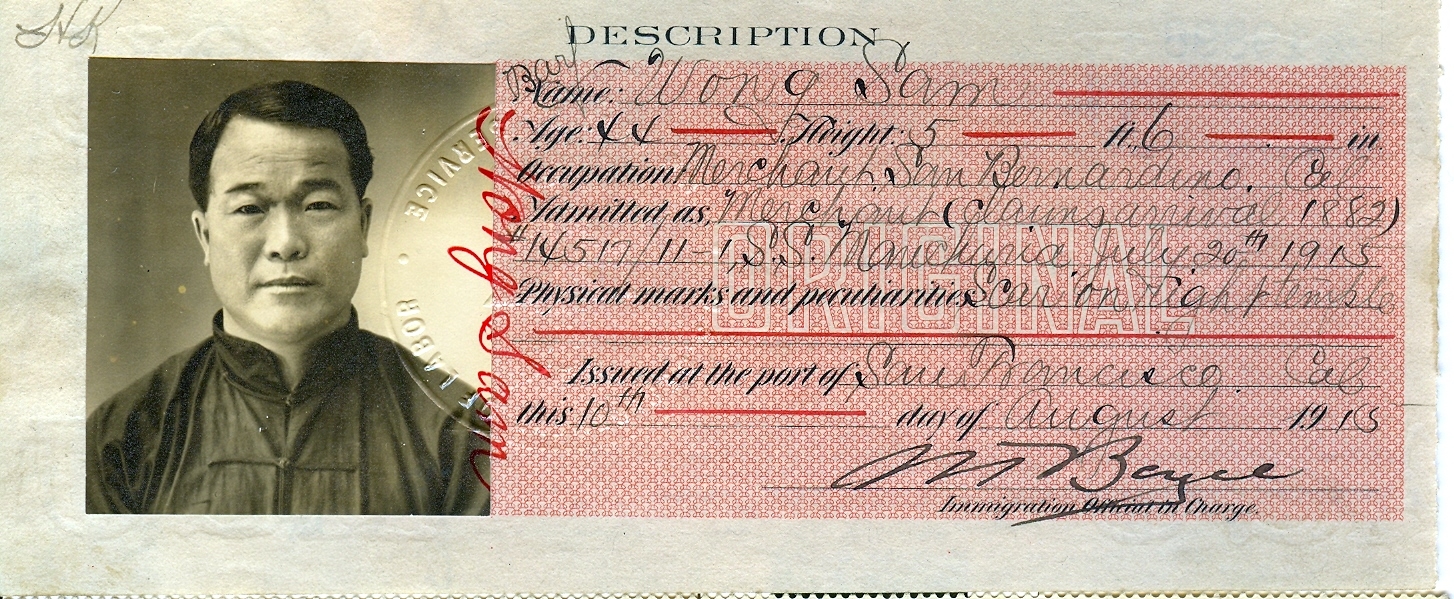 DESCRIPTION
Name: Wong Sam
Age: 44 Height: 5 ft. 6 in
Occupation Merchant, San Bernardino, Cal
Admitted as, Merchant (claims arrival 1882)
#14517/11-1, S.S. Manchuria, July 20th 1915
ORIGINAL
Physical marks and peculiarities Scar on right temple
Issued at the port of San Francisco, Cal
this 10th day of August 1915
Immigration Official in Charge.
Wong Sam
SERVICE · LABOR